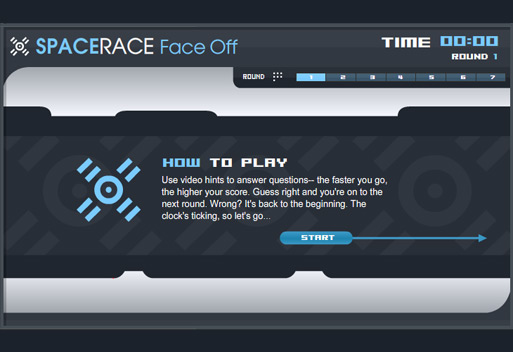 SPACERACE Face Off
TIME 00:00
ROUND 1
ROUND 1 2 3 4 5 6 7
HOW TO PLAY
Use video hints to answer questions-- the faster you go,
the higher your score. Guess right and you're on to the
next round. Wrong? It's back to the beginning. The
clock's ticking, so let's go...
START